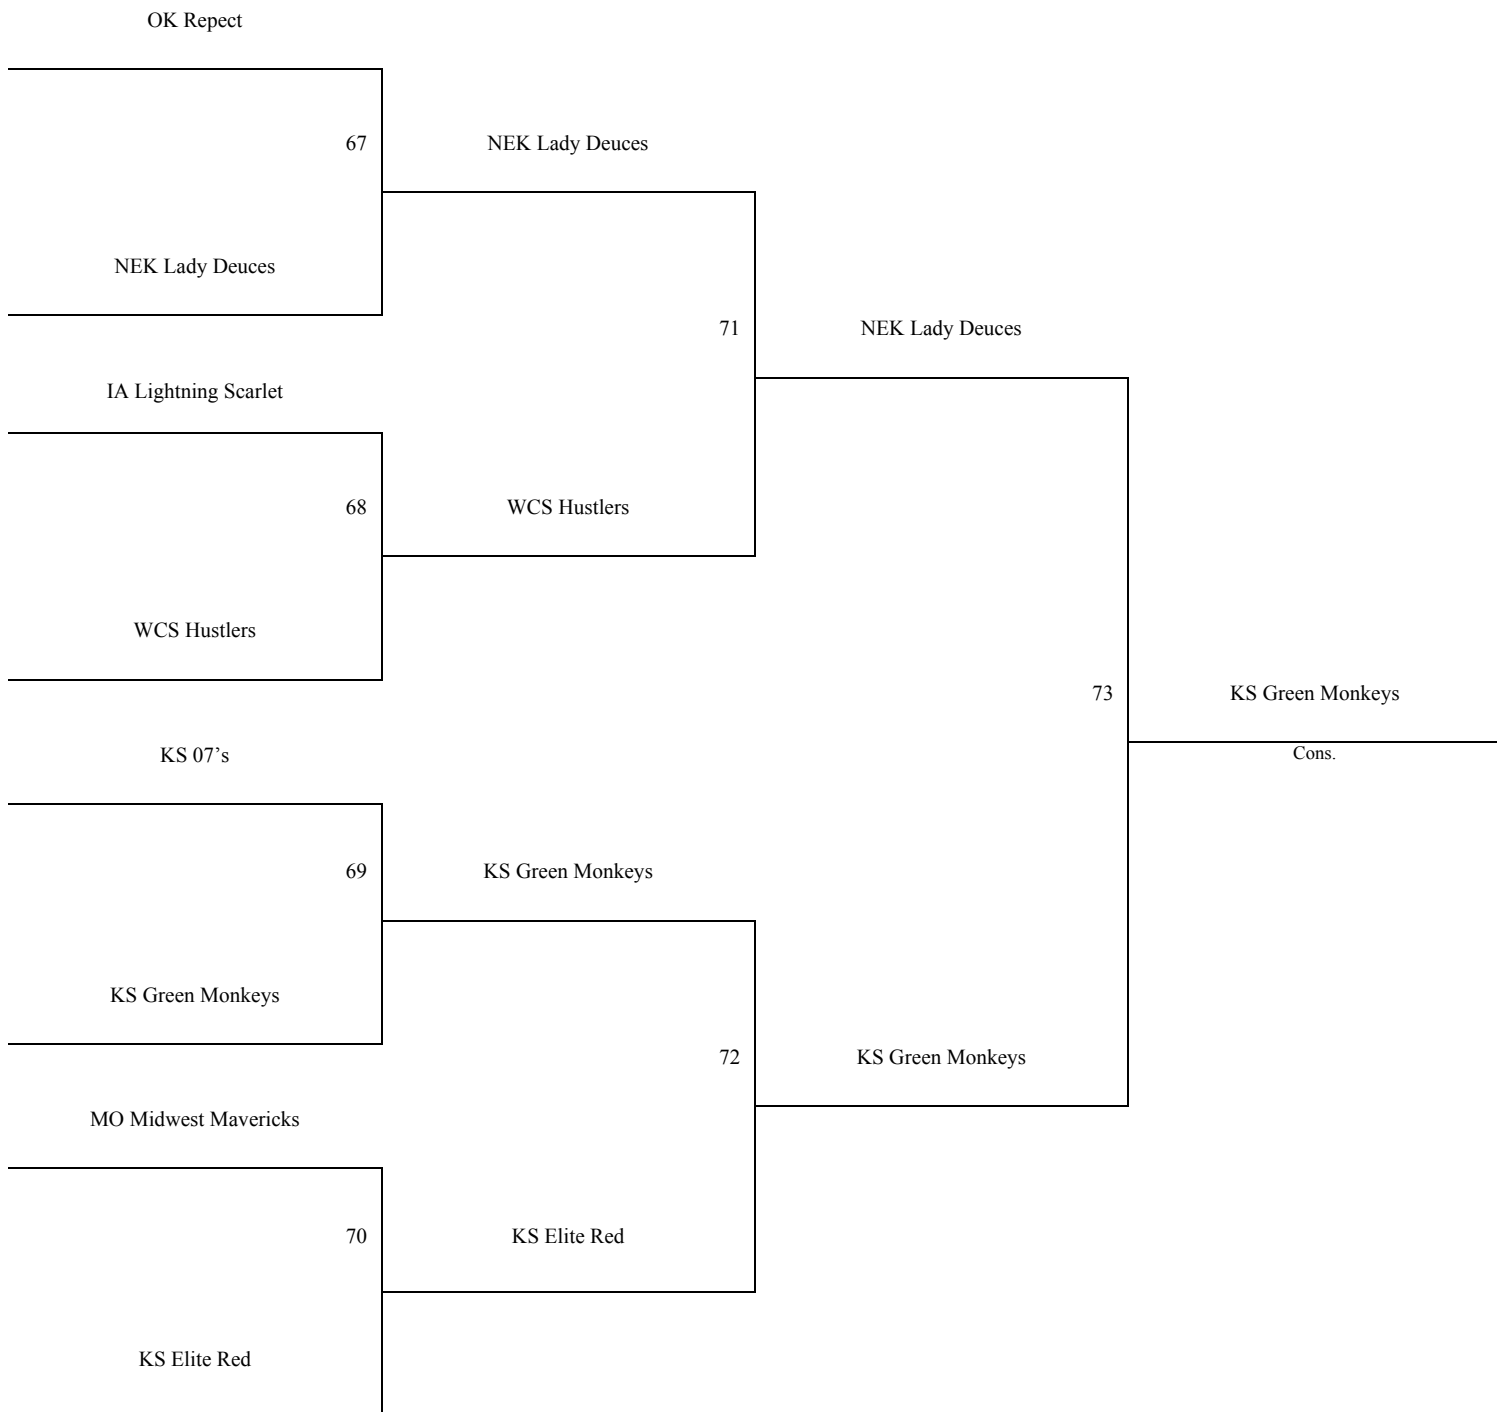 OK Repect
67
NEK Lady Deuces
NEK Lady Deuces
71
NEK Lady Deuces
IA Lightning Scarlet
68
WCS Hustlers
WCS Hustlers
73
KS Green Monkeys
Cons.
KS 07’s
69
KS Green Monkeys
KS Green Monkeys
72
KS Green Monkeys
MO Midwest Mavericks
70
KS Elite Red
KS Elite Red